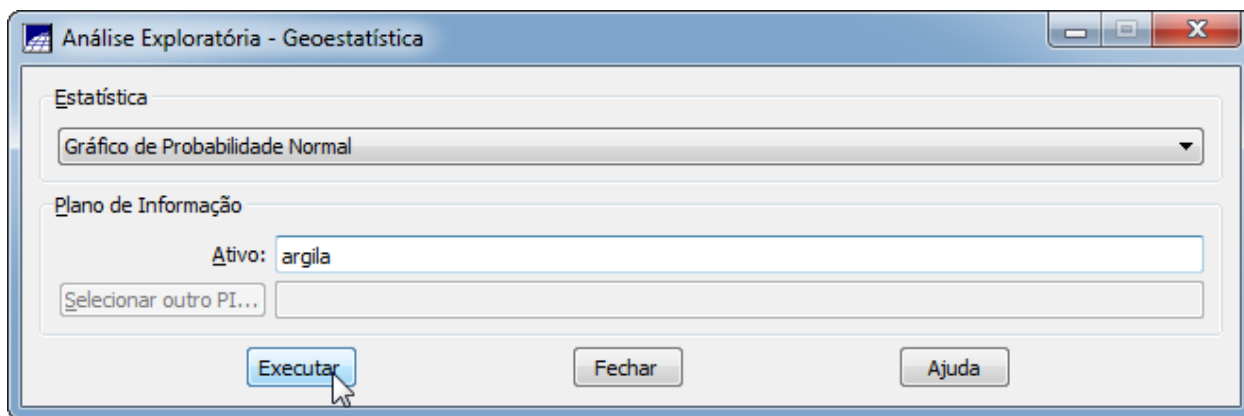 Análise Exploratória - Geoestatística
Estatística
Gráfico de Probabilidade Normal
Plano de Informação
Ativo: argila
Selecionar outro PI...
Executar Fechar Ajuda